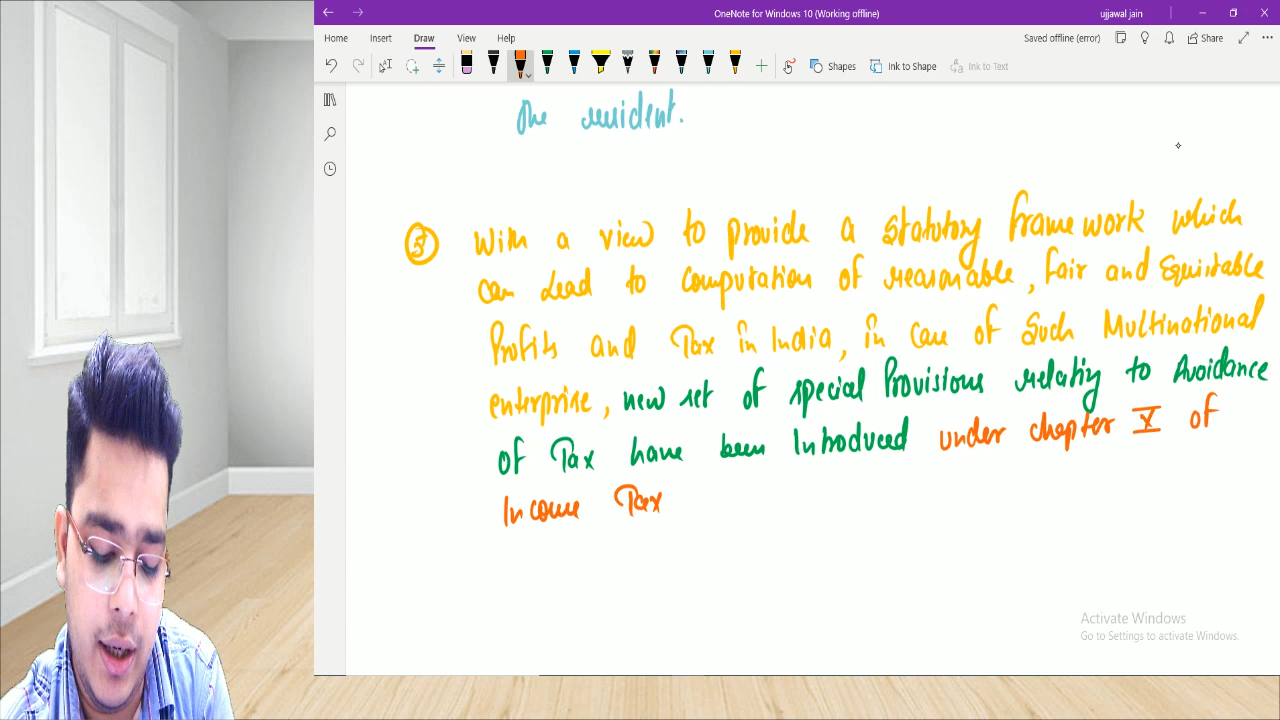 OneNote for Windows 10 (Working offline)
ujjawal jain
Home Insert Draw View Help
Saved offline (error)
Share
Shapes
Ink to Shape
Ink to Text
The resident.
5 With a view to provide a statutory framework which
can lead to computation of reasonable, fair and equitable
Profits and Tax in India, in case of such Multinational
enterprise, new set of special Provisions relating to Avoidance
of Tax have been Introduced under chapter X of
Income Tax
Activate Windows
Go to Settings to activate Windows.